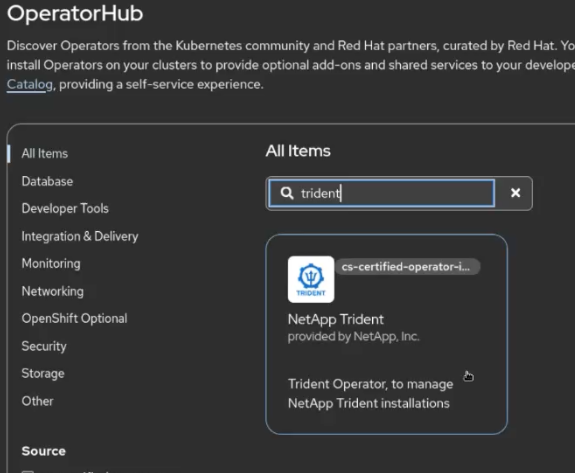 OperatorHub
Discover Operators from the Kubernetes community and Red Hat partners, curated by Red Hat.
install Operators on your clusters to provide optional add-ons and shared services to your
Catalog, providing a self-service experience.
All Items
Database
Developer Tools
Integration & Delivery
Monitoring
Networking
OpenShift Optional
Security
Storage
Other
Source
All Items
trident
cs-certified-operator-i...
TRIDENT
NetApp Trident
provided by NetApp, Inc.
Trident Operator, to manage
NetApp Trident installations